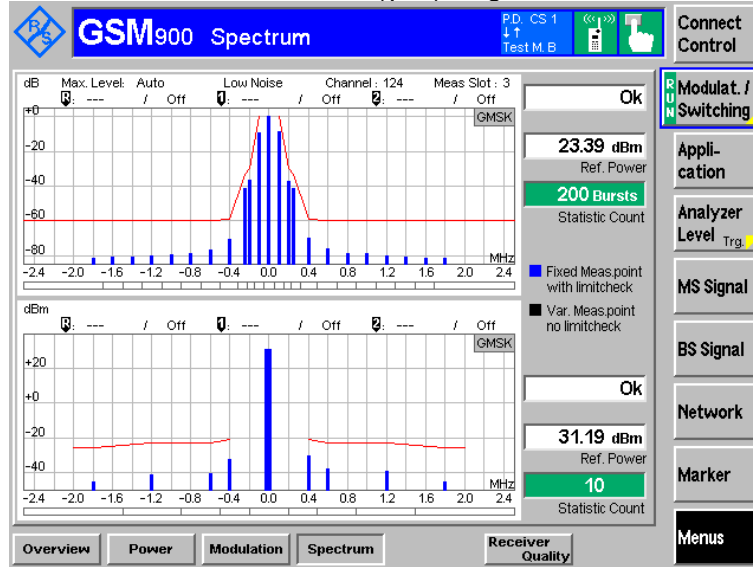 R&S
GSM900 Spectrum
P.D. CS 1
Test M. B
Connect Control
dB Max. Level: Auto Low Noise Channel : 124 Meas Slot : 3
R: --- / Off 1: --- / Off 2: --- / Off
GMSK
+0
-20
-40
-60
-80
MHz
-2.4 -2.0 -1.6 -1.2 -0.8 -0.4 0.0 0.4 0.8 1.2 1.6 2.0 2.4
Ok
23.39 dBm
Ref. Power
200 Bursts
Statistic Count
Fixed Meas.point
with limitcheck
Var. Meas.point
no limitcheck
dBm
R: --- / Off 1: --- / Off 2: --- / Off
GMSK
+20
+0
-20
-40
MHz
-2.4 -2.0 -1.6 -1.2 -0.8 -0.4 0.0 0.4 0.8 1.2 1.6 2.0 2.4
Ok
31.19 dBm
Ref. Power
10
Statistic Count
RUN
Modulat. /
Switching
Appli-
cation
Analyzer
Level Trg.
MS Signal
BS Signal
Network
Marker
Menus
Overview Power Modulation Spectrum Receiver
Quality